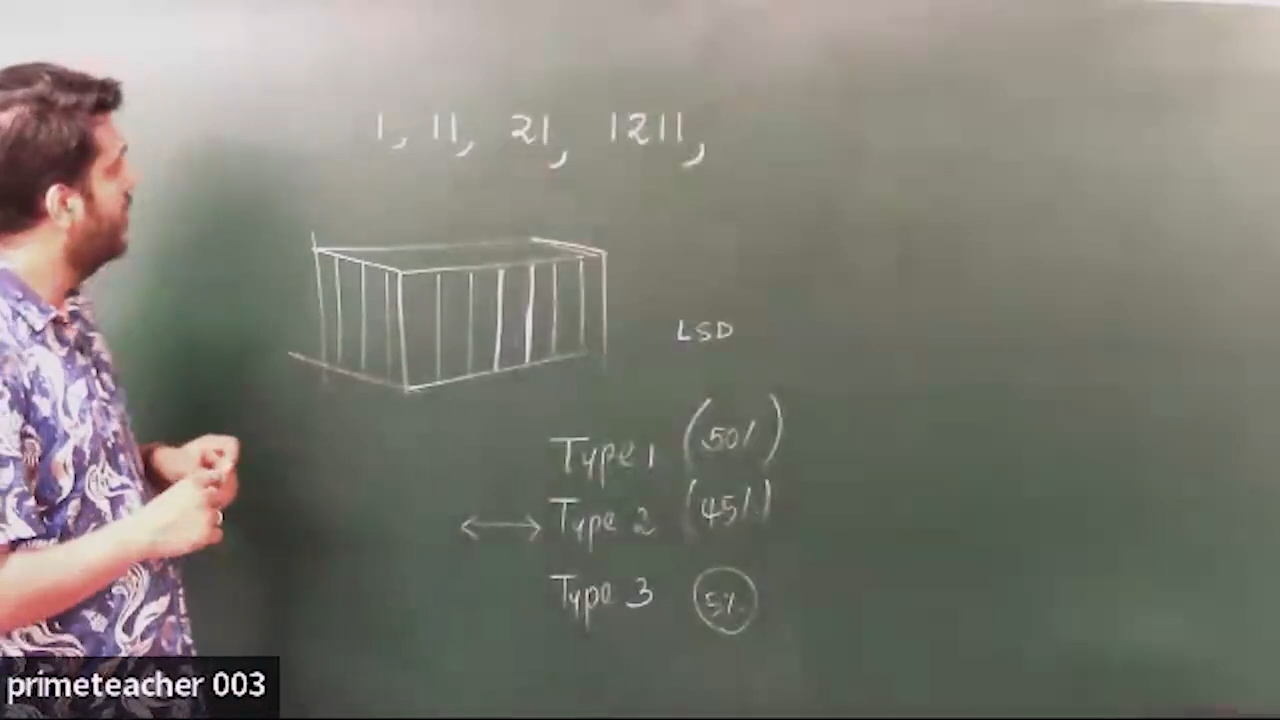 1, 11, 21, 1211,
LSD
Type 1 (50%)
Type 2 (45%)
Type 3 5%
primeteacher 003